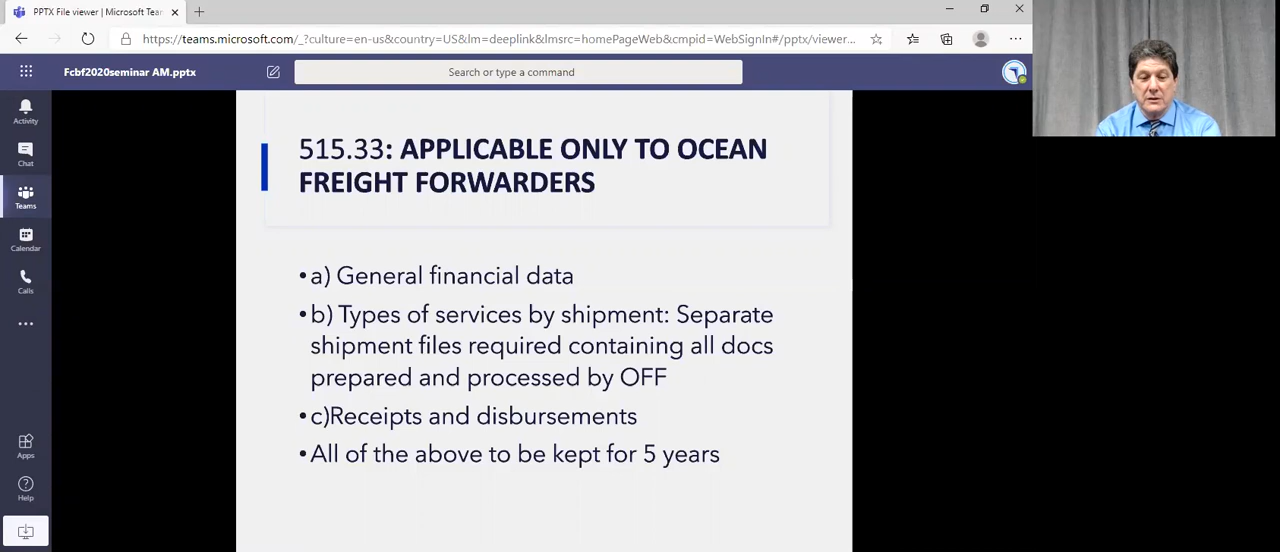 PPTX File viewer | Microsoft Tear
https://teams.microsoft.com/_?culture=en-us&country=US&lm=deeplink&lmsrc=homePageWeb&cmpid=WebSignIn#/pptx/viewer...
Fcbf2020seminar AM.pptx
Search or type a command
Activity
Chat
Teams
Calendar
Calls
Apps
Help
515.33: APPLICABLE ONLY TO OCEAN
FREIGHT FORWARDERS
•a) General financial data
•b) Types of services by shipment: Separate
shipment files required containing all docs
prepared and processed by OFF
•c)Receipts and disbursements
•All of the above to be kept for 5 years